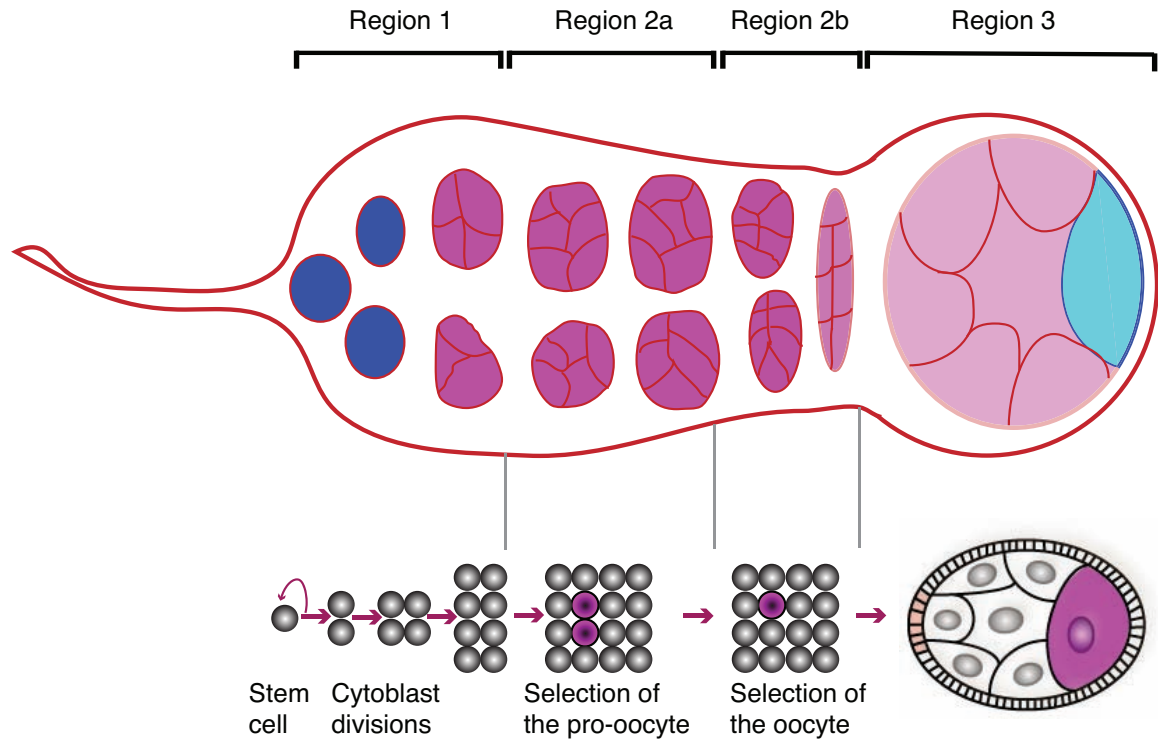 Region 1
Region 2a
Region 2b
Region 3
Stem
cell
Cytoblast
divisions
Selection of
the pro-oocyte
Selection of
the oocyte